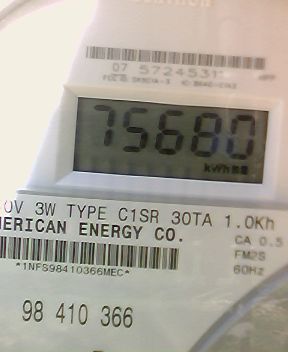 07 5724531
75680
kWh
0V 3W TYPE C1SR 30TA 1.0Kh
MERICAN ENERGY CO.
CA 0.5
FM2S
*1NFS98410366MEC*
60Hz
98 410 366